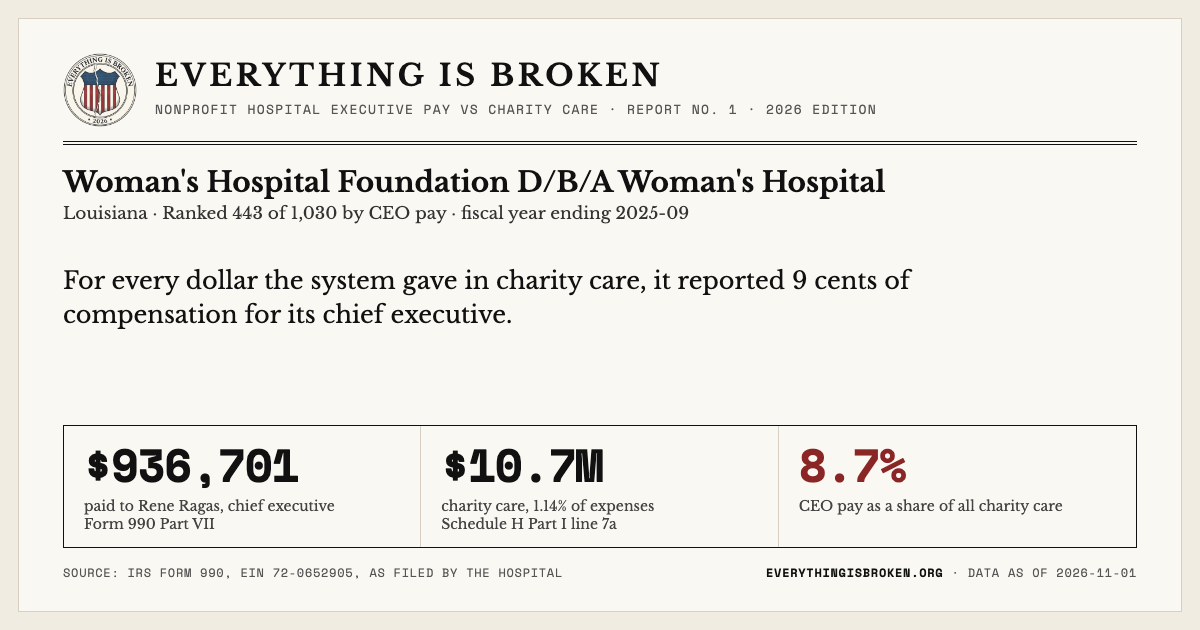 EVERYTHING IS BROKEN
· 2026 ·
EVERYTHING IS BROKEN
NONPROFIT HOSPITAL EXECUTIVE PAY VS CHARITY CARE · REPORT NO. 1 · 2026 EDITION
Woman's Hospital Foundation D/B/A Woman's Hospital
Louisiana · Ranked 443 of 1,030 by CEO pay · fiscal year ending 2025-09
For every dollar the system gave in charity care, it reported 9 cents of
compensation for its chief executive.
$936,701
paid to Rene Ragas, chief executive
Form 990 Part VII
$10.7M
charity care, 1.14% of expenses
Schedule H Part I line 7a
8.7%
CEO pay as a share of all charity care
SOURCE: IRS FORM 990, EIN 72-0652905, AS FILED BY THE HOSPITAL
EVERYTHINGISBROKEN.ORG · DATA AS OF 2026-11-01